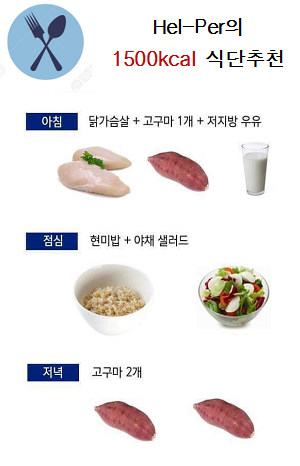 Hel-Per의
1500kcal 식단추천
아침 닭가슴살 + 고구마 1개 + 저지방 우유
점심 현미밥 + 야채 샐러드
저녁 고구마 2개